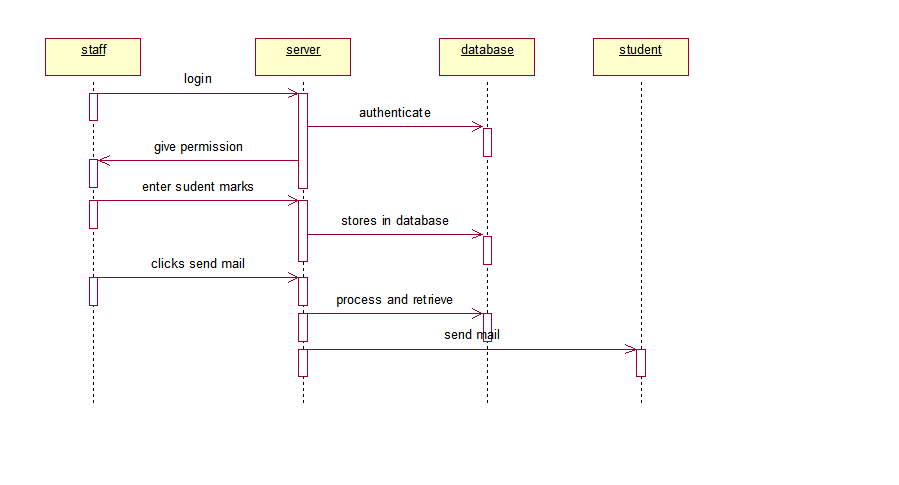 staff
server
database
student
login
authenticate
give permission
enter sudent marks
stores in database
clicks send mail
process and retrieve
send mail